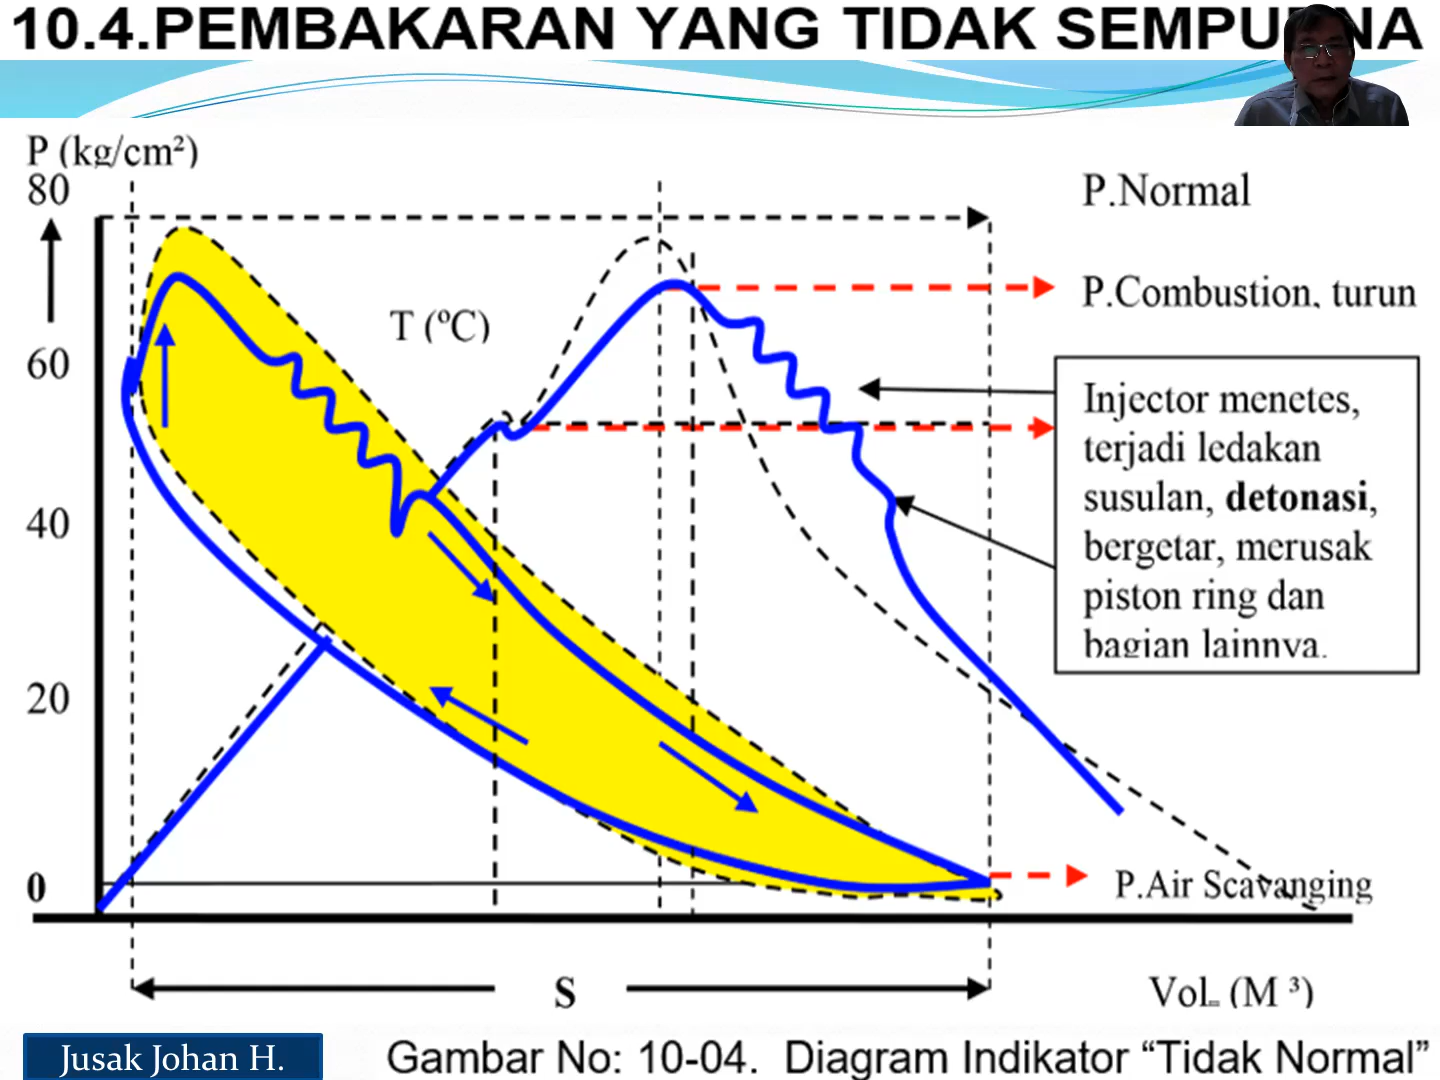 10.4.PEMBAKARAN YANG TIDAK SEMPURNA
P (kg/cm²)
80
P.Normal
P.Combustion, turun
T (ºC)
60
Injector menetes,
terjadi ledakan
susulan, detonasi,
bergetar, merusak
piston ring dan
bagian lainnya.
40
20
0
P.Air Scavanging
S
Vol. (M ³)
Jusak Johan H.
Gambar No: 10-04. Diagram Indikator “Tidak Normal”